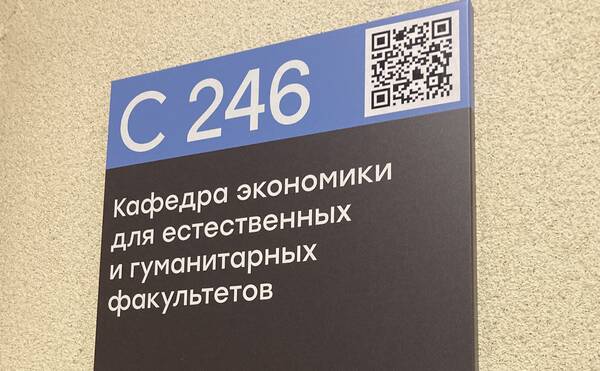 С 246
Кафедра экономики
для естественных
и гуманитарных
факультетов